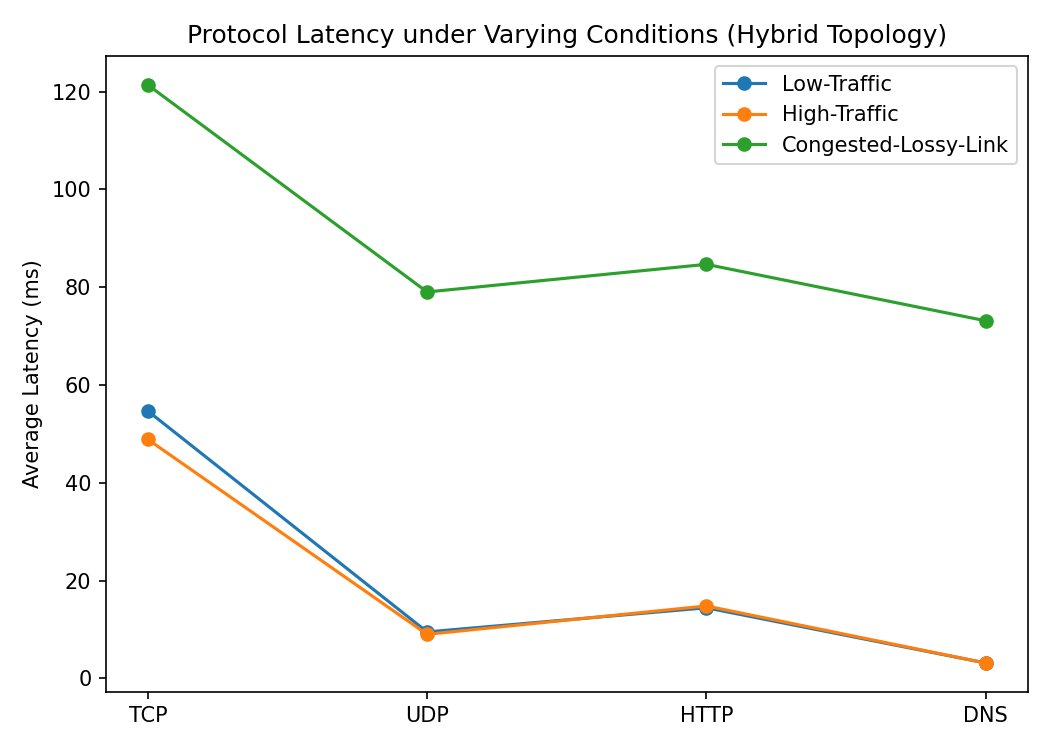 Protocol Latency under Varying Conditions (Hybrid Topology)
Low-Traffic
High-Traffic
Congested-Lossy-Link
Average Latency (ms)
120
100
80
60
40
20
0
TCP UDP HTTP DNS